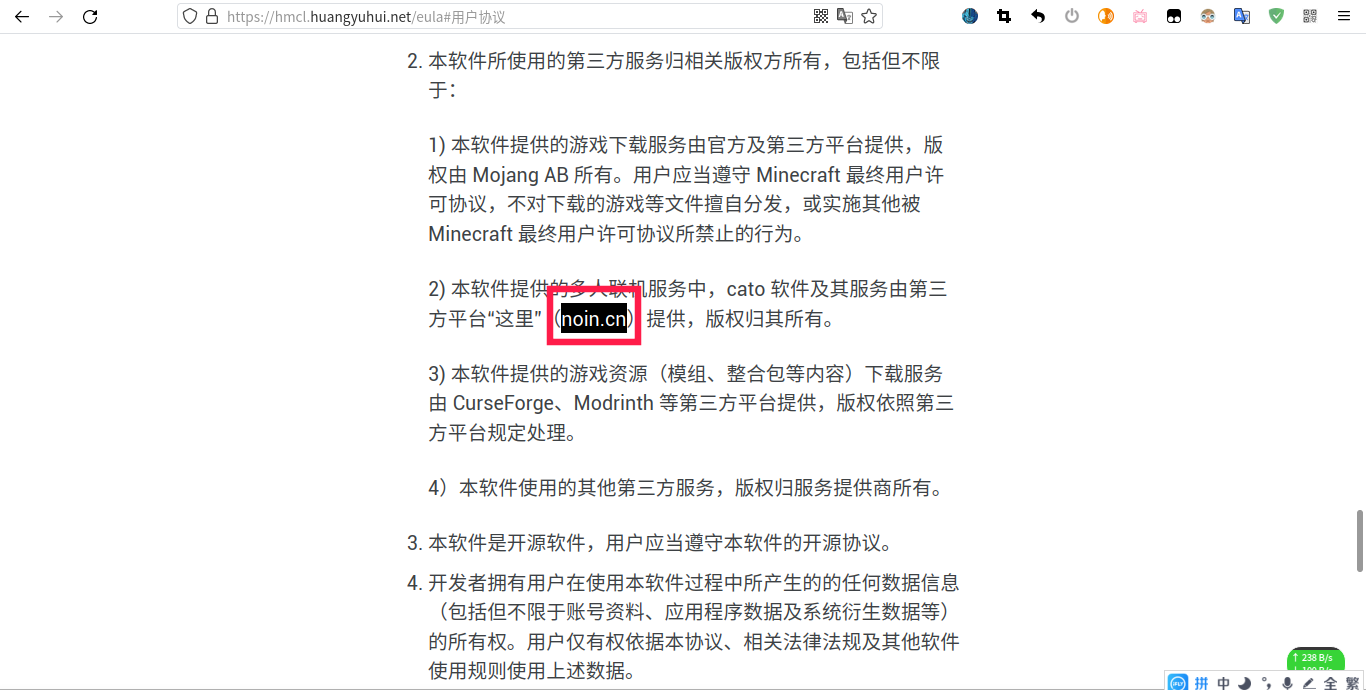 https://hmcl.huangyuhui.net/eula#用户协议
2. 本软件所使用的第三方服务归相关版权方所有，包括但不限
于：
1) 本软件提供的游戏下载服务由官方及第三方平台提供，版
权由 Mojang AB 所有。用户应当遵守 Minecraft 最终用户许
可协议，不对下载的游戏等文件擅自分发，或实施其他被
Minecraft 最终用户许可协议所禁止的行为。
2) 本软件提供的多人联机服务中，cato 软件及其服务由第三
方平台“这里”（noin.cn）提供，版权归其所有。
3) 本软件提供的游戏资源（模组、整合包等内容）下载服务
由 CurseForge、Modrinth 等第三方平台提供，版权依照第三
方平台规定处理。
4）本软件使用的其他第三方服务，版权归服务提供商所有。
3. 本软件是开源软件，用户应当遵守本软件的开源协议。
4. 开发者拥有用户在使用本软件过程中所产生的的任何数据信息
（包括但不限于账号资料、应用程序数据及系统衍生数据等）
的所有权。用户仅有权依据本协议、相关法律法规及其他软件
使用规则使用上述数据。
↑ 238 B/s
拼 中 全 繁